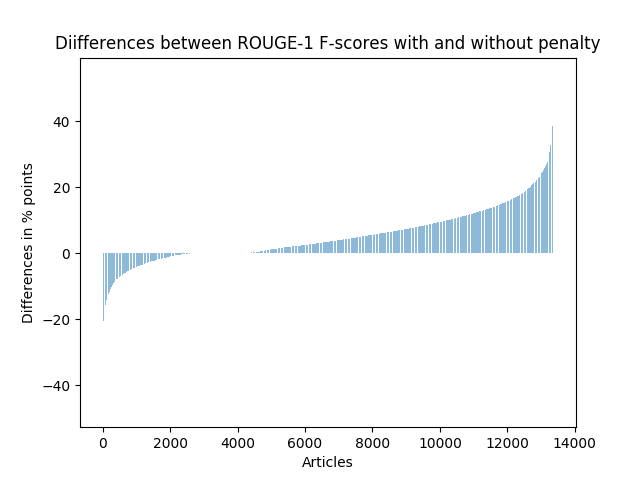 Diifferences between ROUGE-1 F-scores with and without penalty
Differences in % points
40
20
0
−20
−40
0 2000 4000 6000 8000 10000 12000 14000
Articles